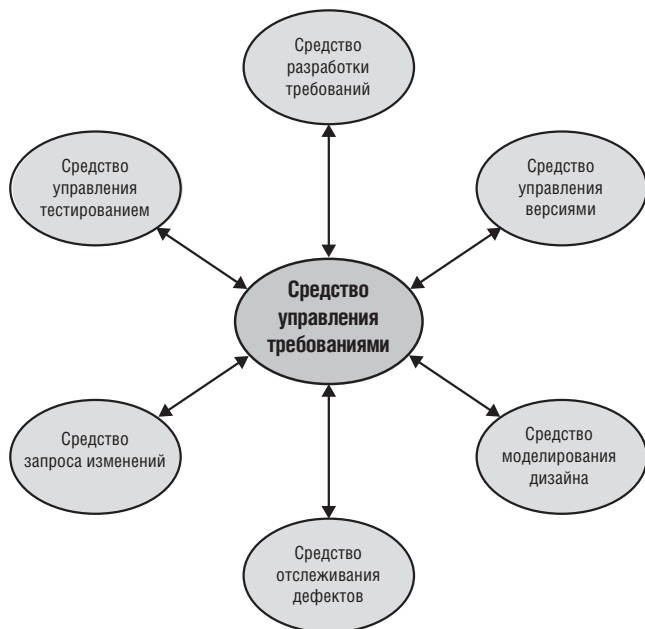 Средство
разработки
требований
Средство
управления
тестированием
Средство
управления
версиями
Средство
управления
требованиями
Средство
запроса изменений
Средство
моделирования
дизайна
Средство
отслеживания
дефектов